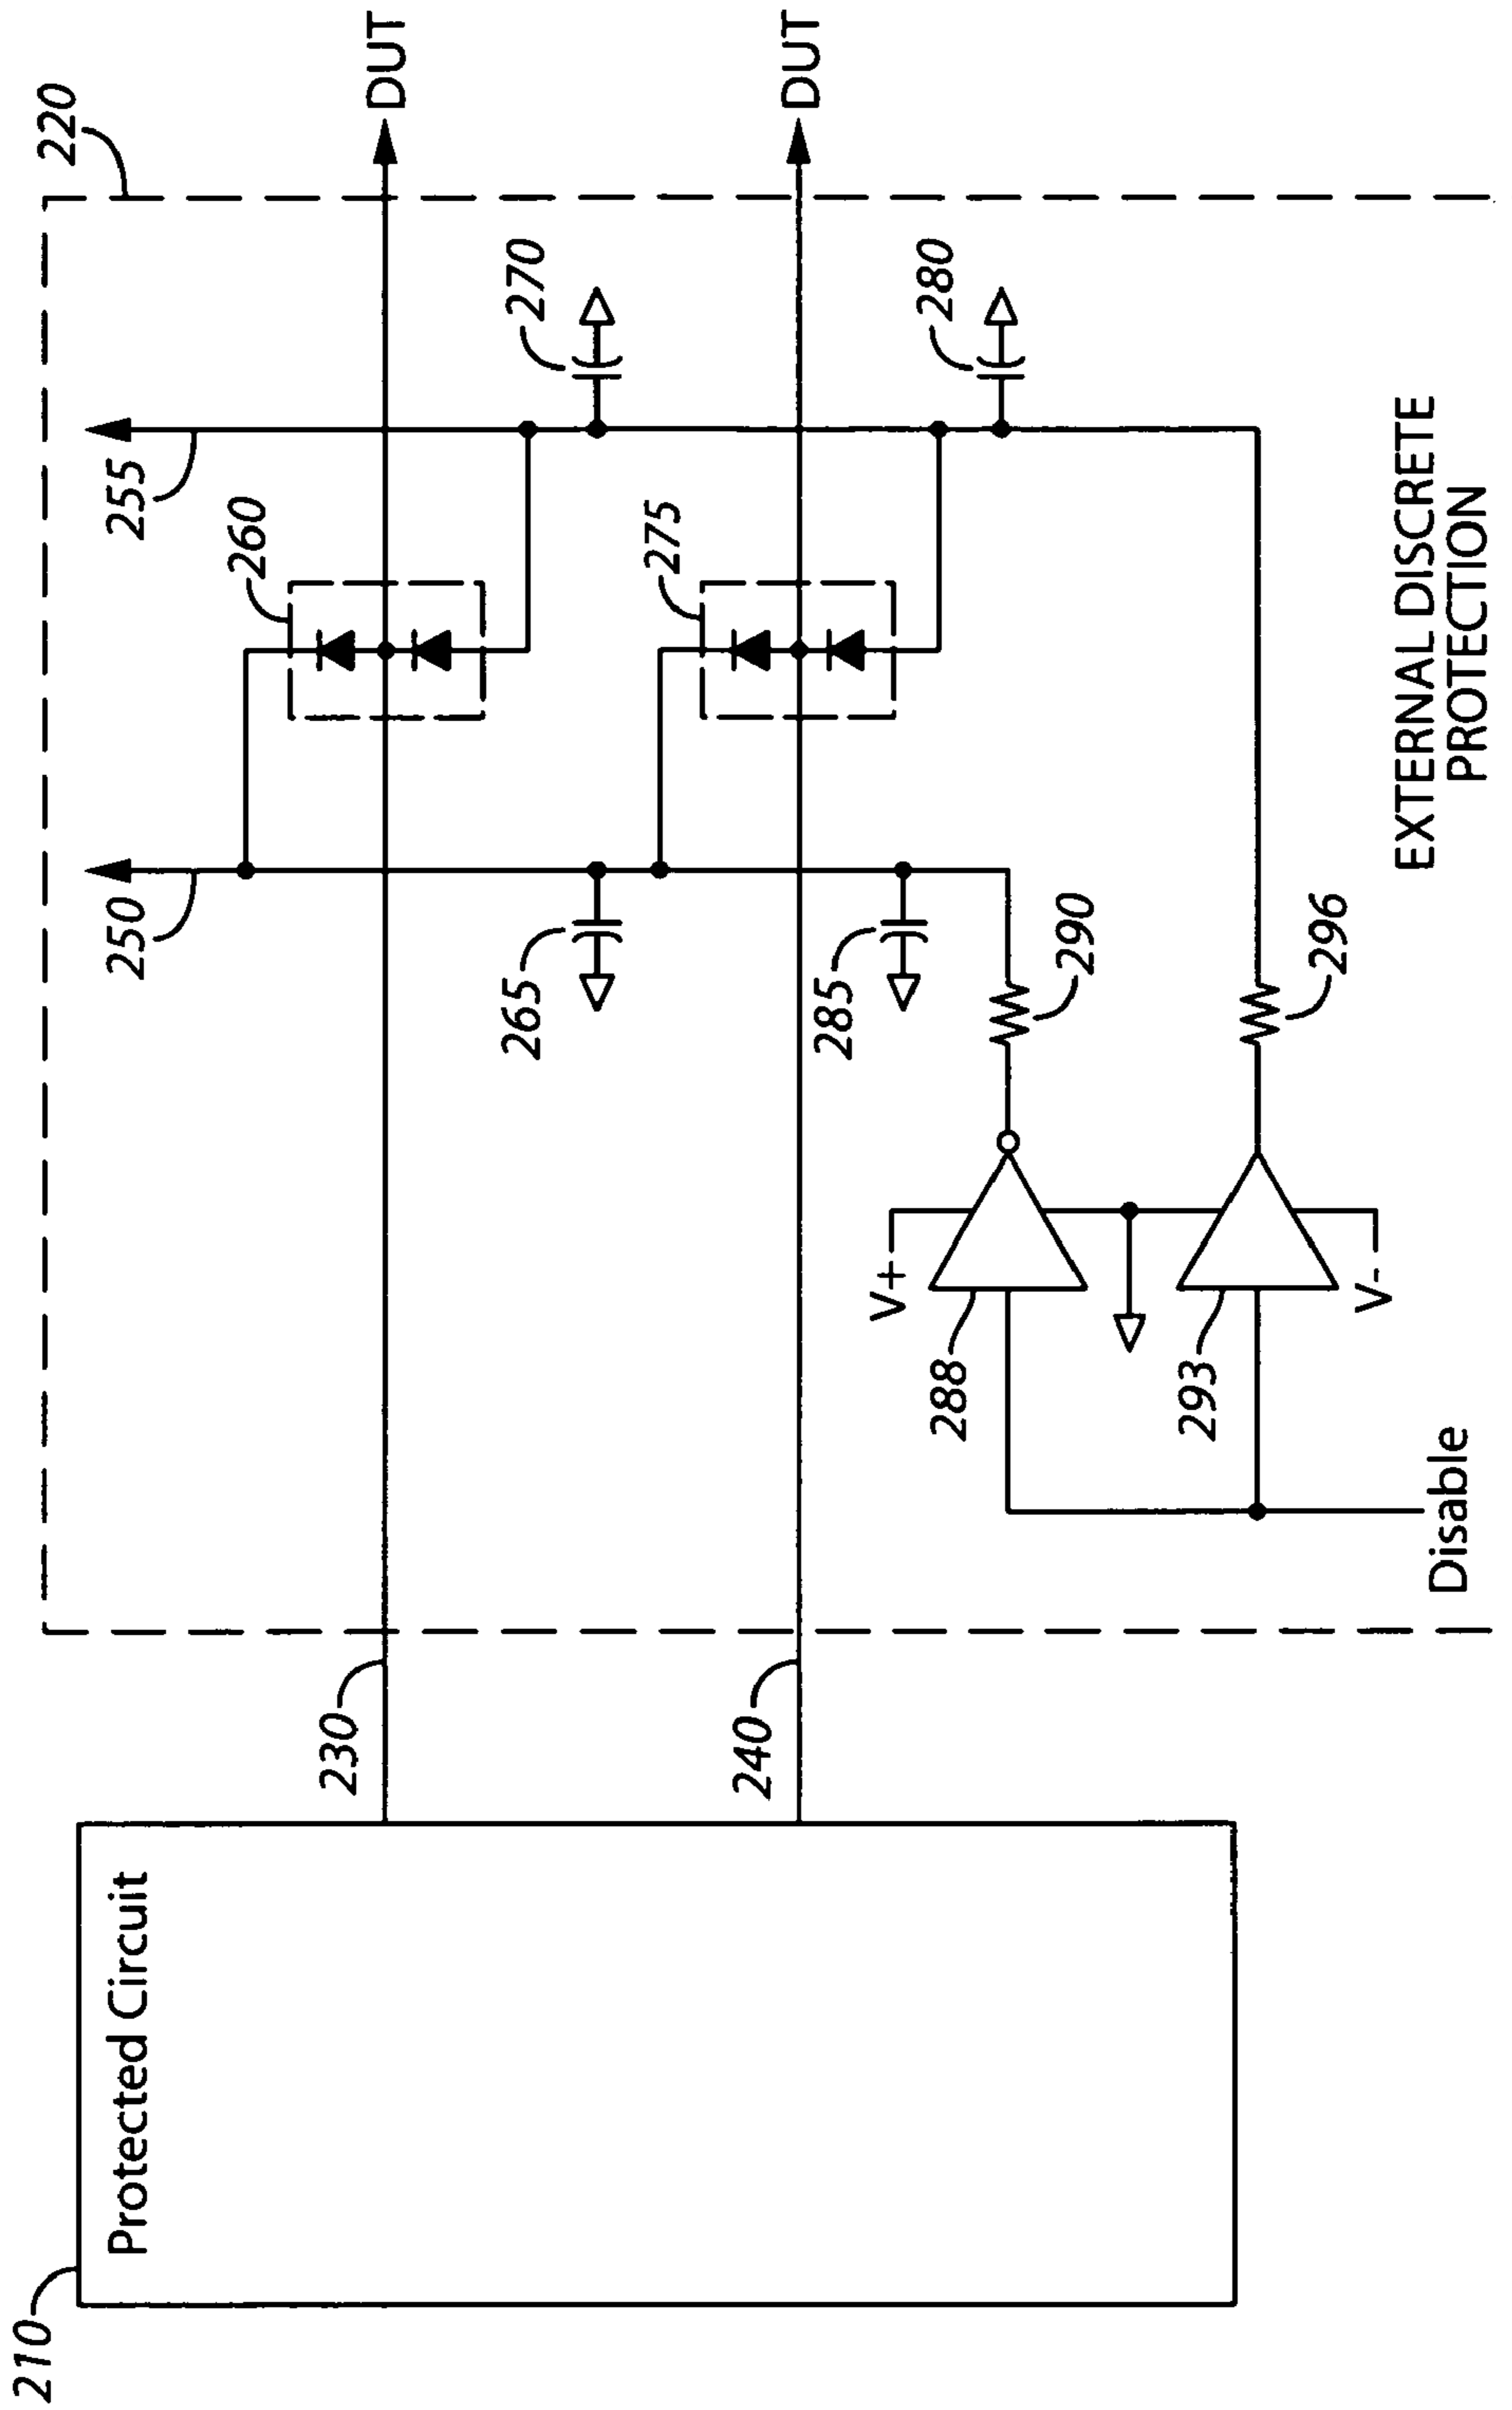 220
DUT
DUT
255
260
270
275
280
250
265
285
290
296
V+
288
293
V-
Disable
230
240
210
Protected Circuit
EXTERNAL DISCRETE
PROTECTION